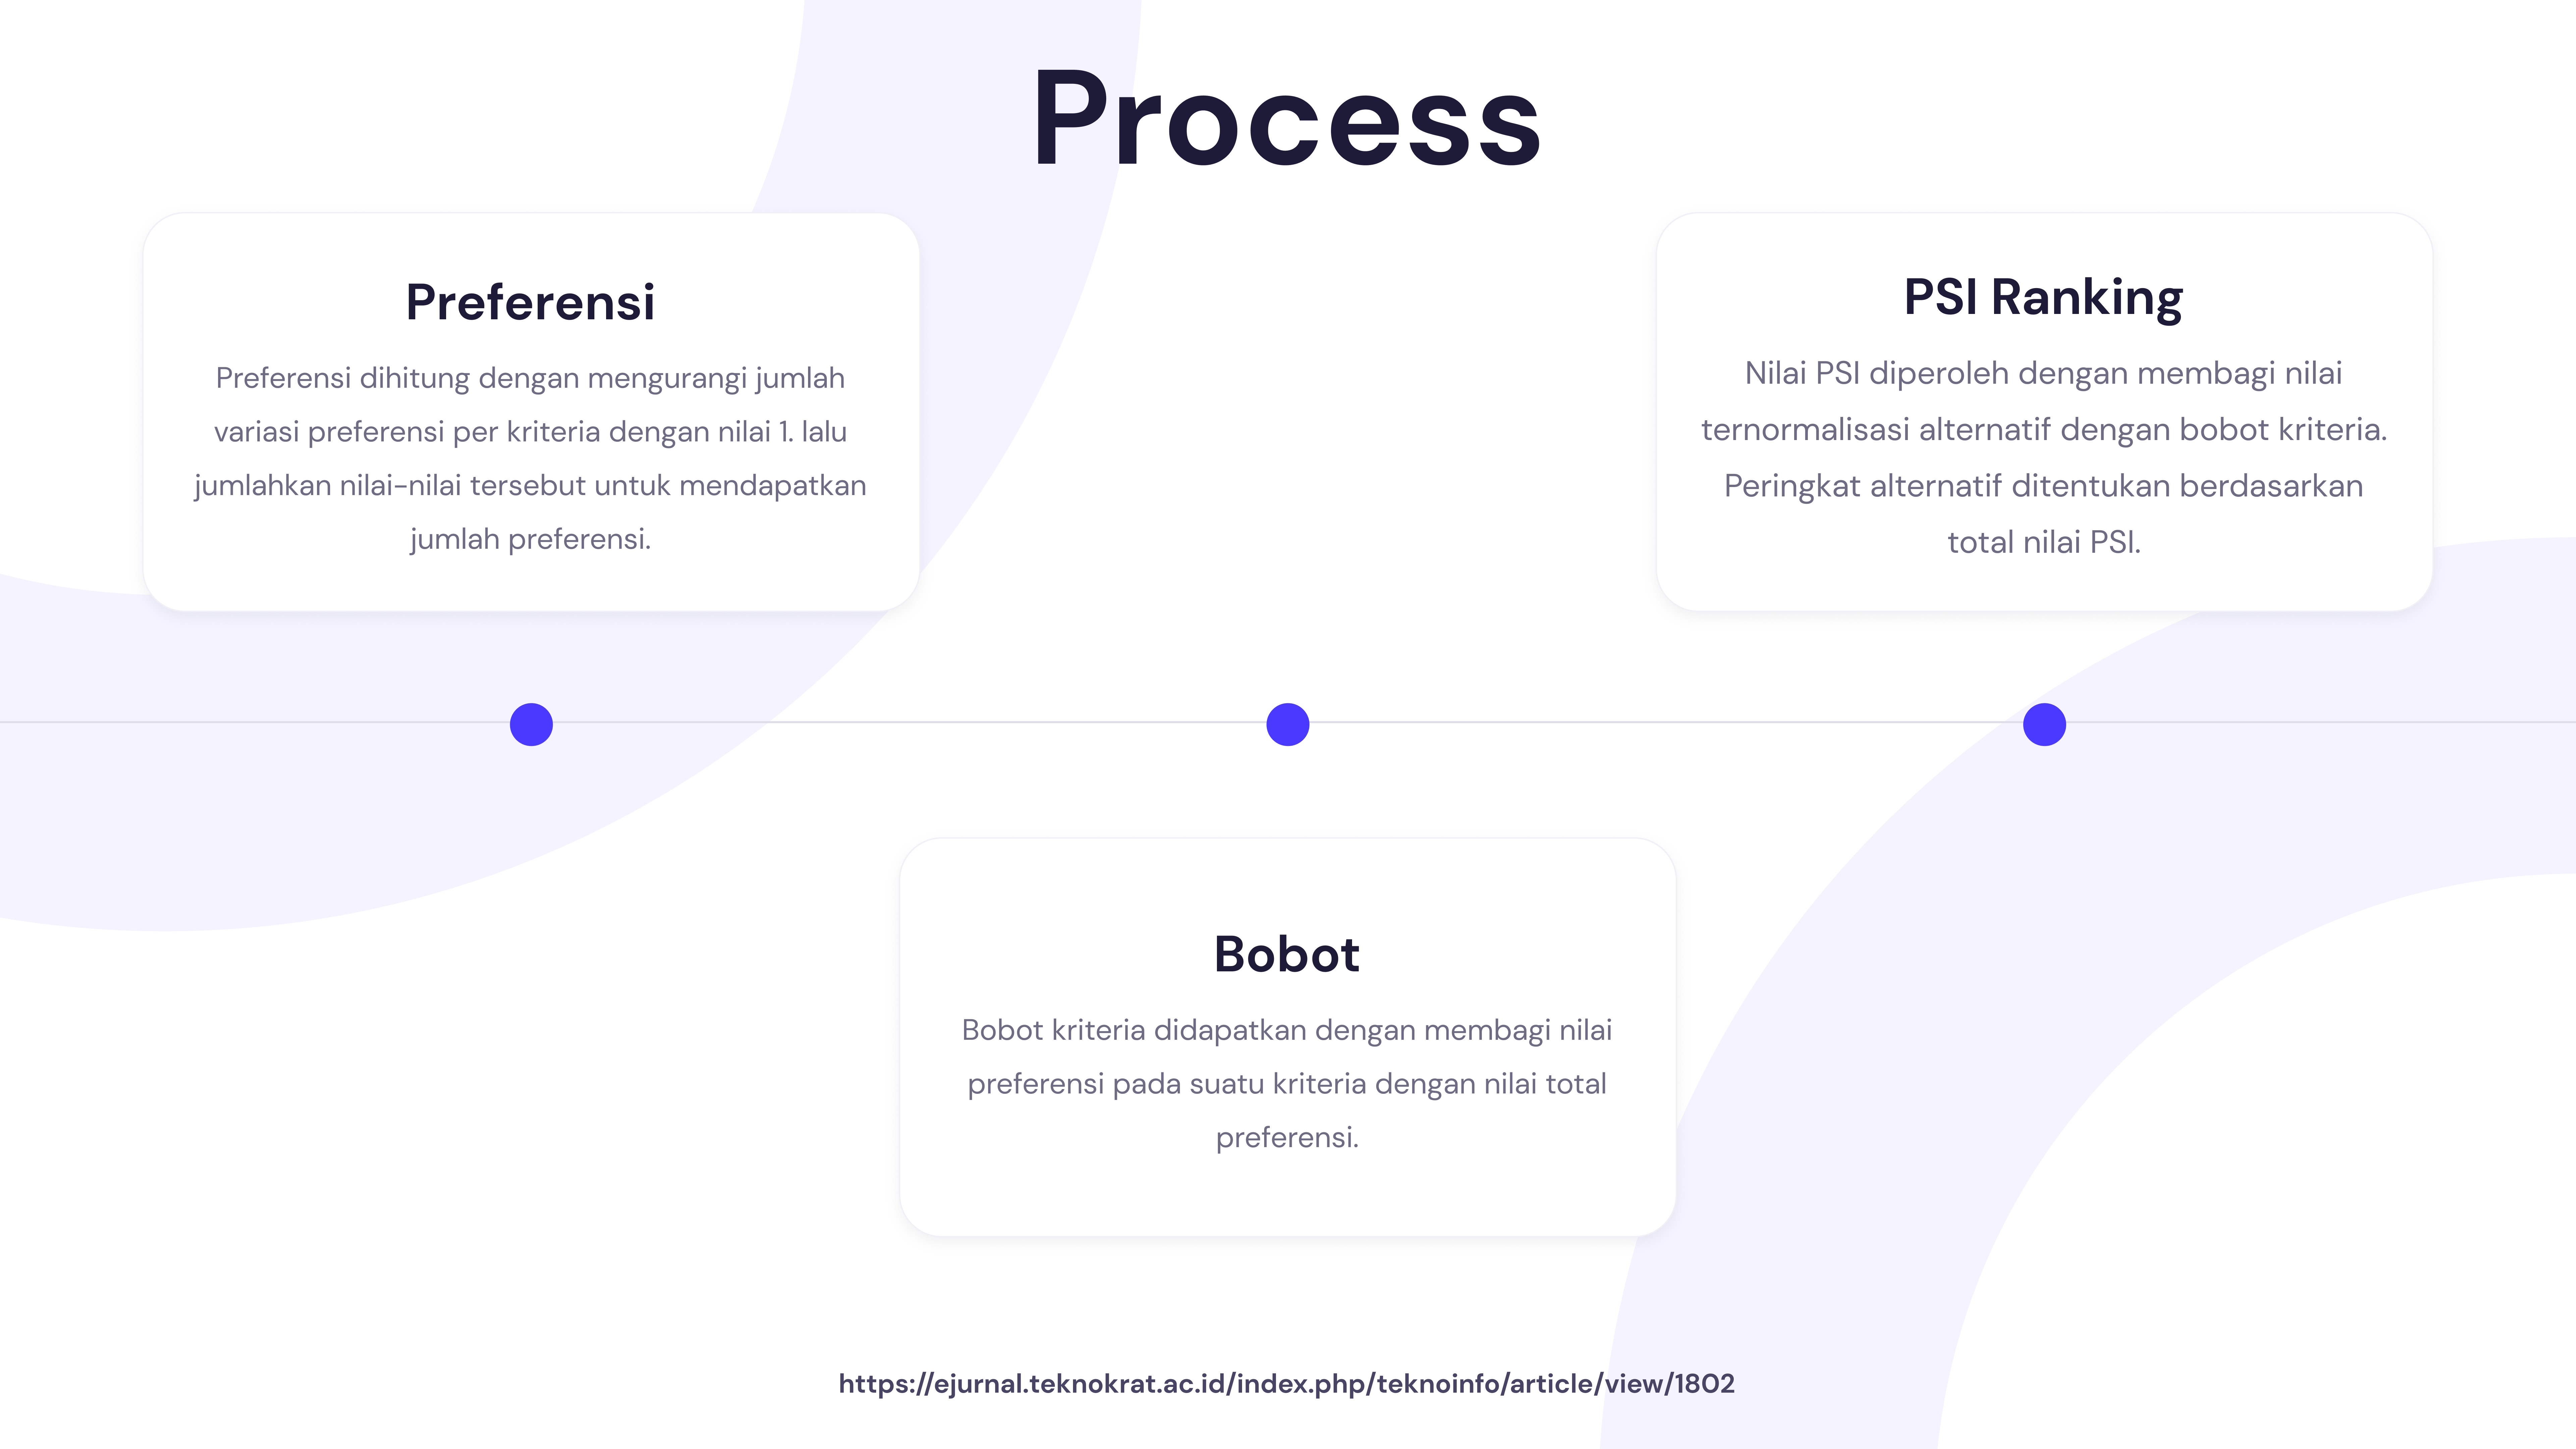 Process
Preferensi
Preferensi dihitung dengan mengurangi jumlah
variasi preferensi per kriteria dengan nilai 1. lalu
jumlahkan nilai-nilai tersebut untuk mendapatkan
jumlah preferensi.
Bobot
Bobot kriteria didapatkan dengan membagi nilai
preferensi pada suatu kriteria dengan nilai total
preferensi.
PSI Ranking
Nilai PSI diperoleh dengan membagi nilai
ternormalisasi alternatif dengan bobot kriteria.
Peringkat alternatif ditentukan berdasarkan
total nilai PSI.
https://ejurnal.teknokrat.ac.id/index.php/teknoinfo/article/view/1802